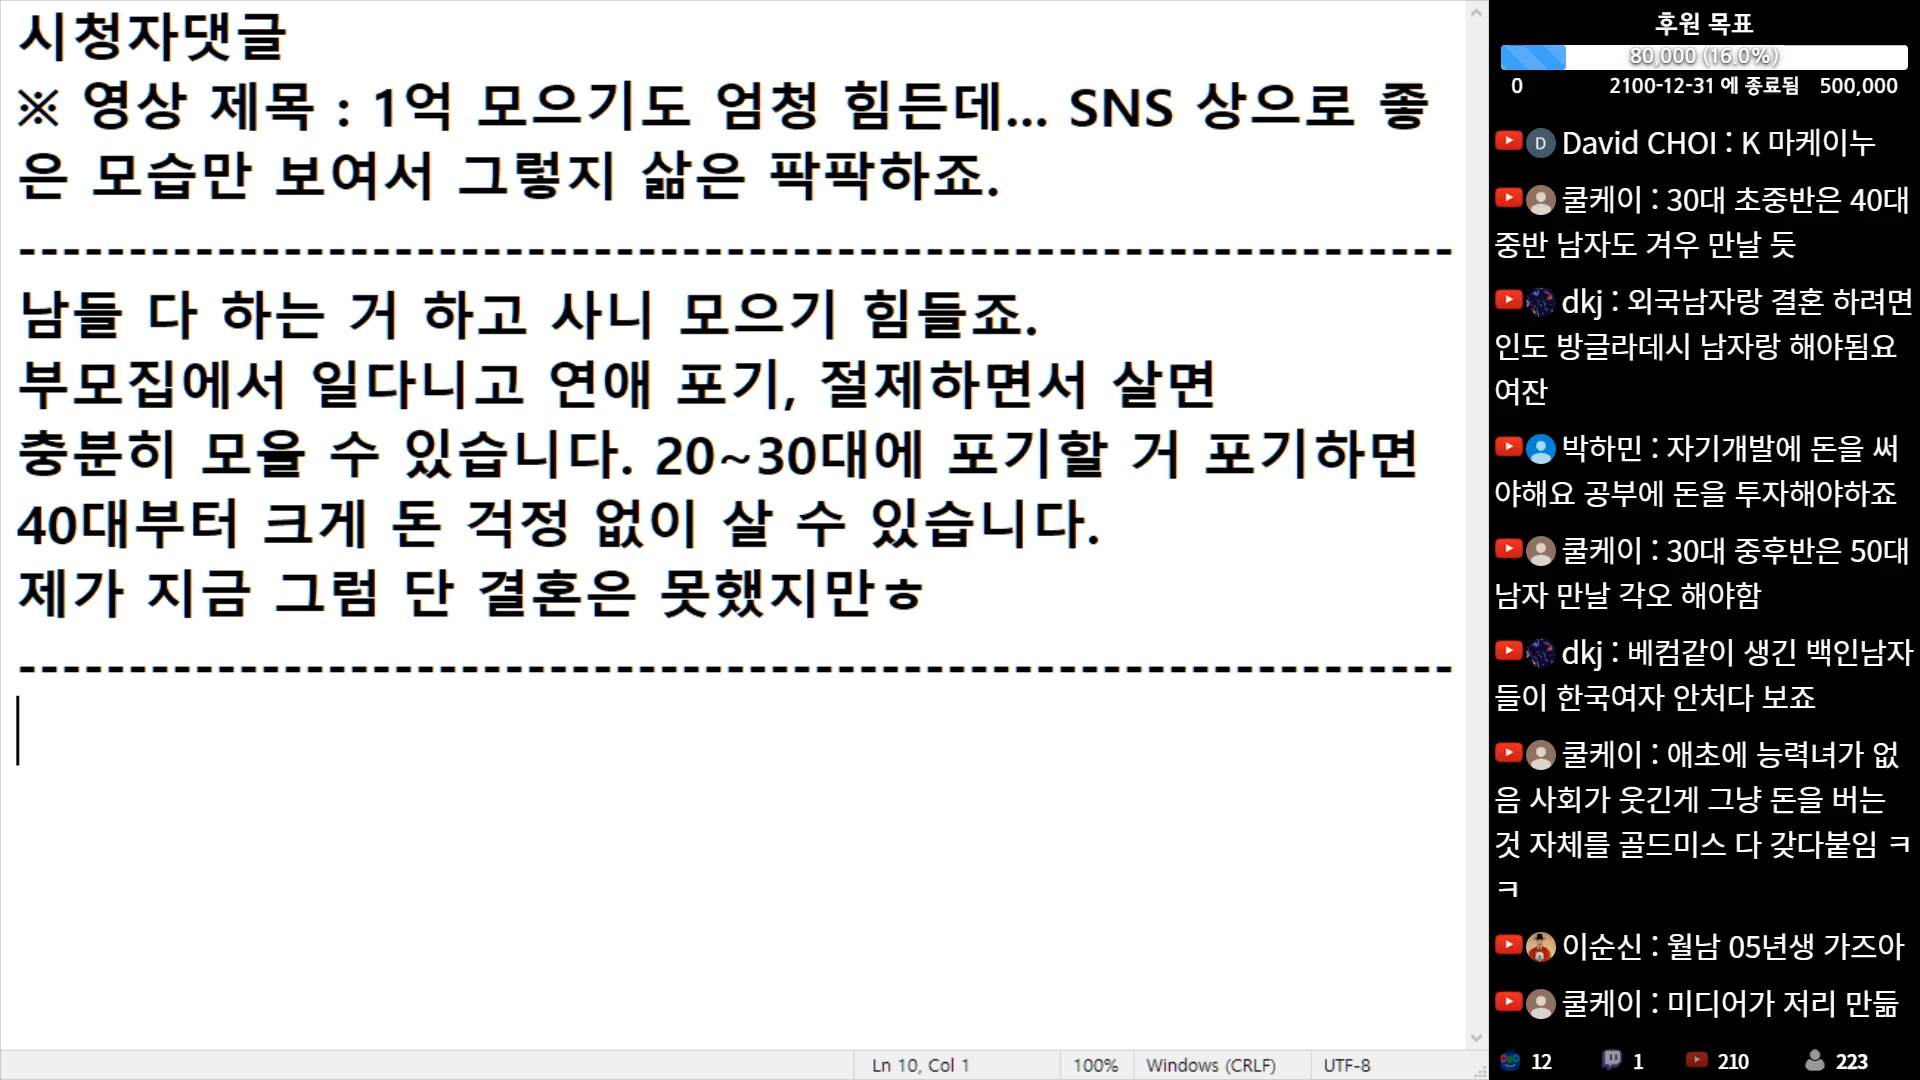 시청자댓글
※ 영상 제목 : 1억 모으기도 엄청 힘든데... SNS 상으로 좋
은 모습만 보여서 그렇지 삶은 팍팍하죠.
--------------------------------------------------------
남들 다 하는 거 하고 사니 모으기 힘들죠.
부모집에서 일다니고 연애 포기, 절제하면서 살면
충분히 모을 수 있습니다. 20~30대에 포기할 거 포기하면
40대부터 크게 돈 걱정 없이 살 수 있습니다.
제가 지금 그럼 단 결혼은 못했지만ㅎ
--------------------------------------------------------
Ln 10, Col 1
100%
Windows (CRLF)
UTF-8
후원 목표
80,000 (16.0%)
0 2100-12-31 에 종료됨 500,000
D David CHOI : K 마케이누
쿨케이 : 30대 초중반은 40대
중반 남자도 겨우 만날 듯
dkj : 외국남자랑 결혼 하려면
인도 방글라데시 남자랑 해야됨요
여잔
박하민 : 자기개발에 돈을 써
야해요 공부에 돈을 투자해야하죠
쿨케이 : 30대 중후반은 50대
남자 만날 각오 해야함
dkj : 베컴같이 생긴 백인남자
들이 한국여자 안처다 보죠
쿨케이 : 애초에 능력녀가 없
음 사회가 웃긴게 그냥 돈을 버는
것 자체를 골드미스 다 갖다붙임 ㅋ
ㅋ
이순신 : 월남 05년생 가즈아
쿨케이 : 미디어가 저리 만듦
12 1 210 223